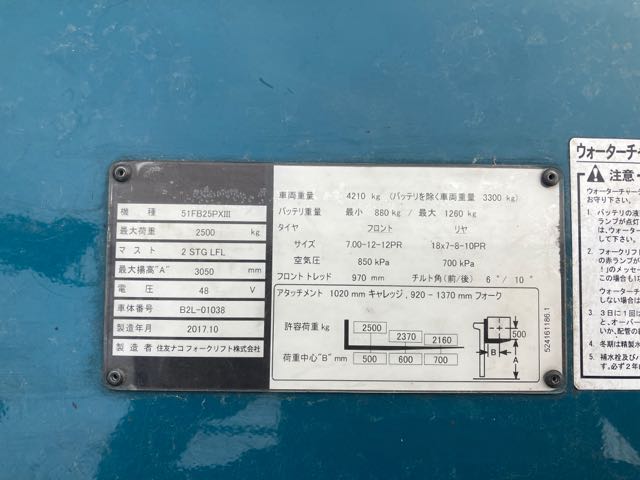 機 種 51FB25PXⅢ
最大荷重 2500 kg
マスト 2 STG LFL
最大揚高"A" 3050 mm
電 圧 48 V
車体番号 B2L-01038
製造年月 2017.10
製造者 住友ナコ フォークリフト株式会社
車両重量 4210 kg (バッテリを除く車両重量 3300 kg)
バッテリ重量 最小 880 kg / 最大 1260 kg
タイヤ フロント リヤ
サイズ 7.00-12-12PR 18x7-8-10PR
空気圧 850 kPa 700 kPa
フロントトレッド 970 mm チルト角(前/後) 6°/ 10°
アタッチメント 1020 mm キャレッジ, 920 - 1370 mm フォーク
許容荷重 kg 2500 2370 2160
荷重中心"B" mm 500 600 700
500
B
A
524161186.1
ウォーターチャ
注意
ウォーターチャー
お守り下さい。
1. バッテリの
ランプが点灯
は、ウォーター
して下さい。
2. フォークリフ
の赤ランプが
！」のメッセー
この場合も
ウォーターチ
しない場合は
3. ３日に１回
と、オーバー
いか、配管の
4. 冬期は精製水
5. 補水栓及び
す。必ず２年